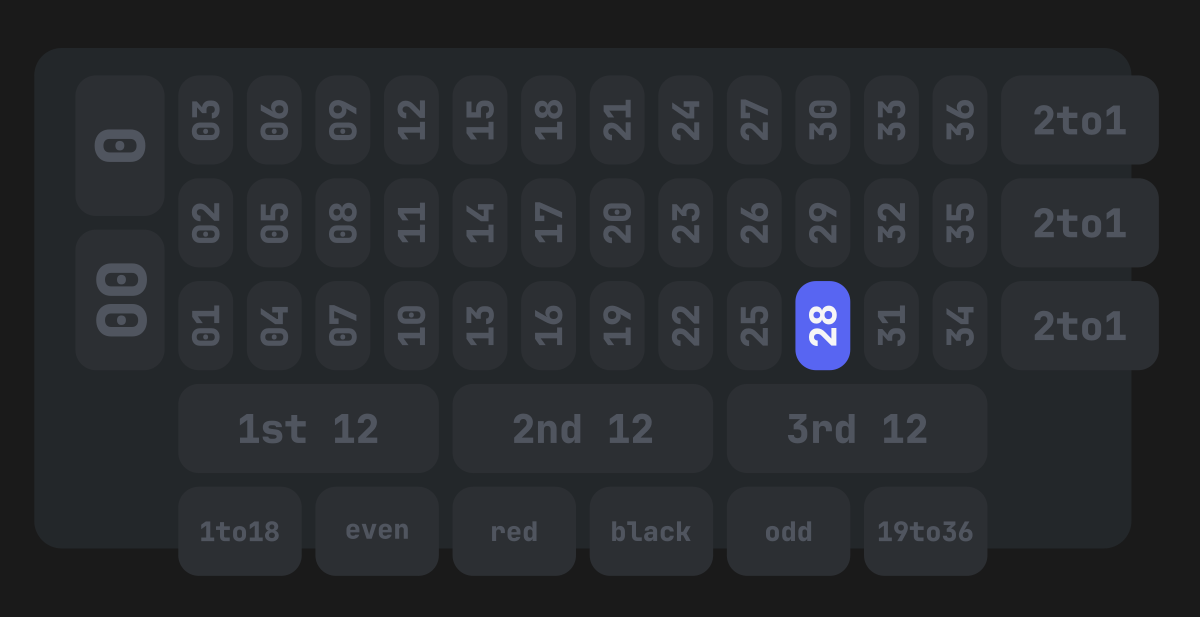 0
00
03 06 09 12 15 18 21 24 27 30 33 36 2to1
02 05 08 11 14 17 20 23 26 29 32 35 2to1
01 04 07 10 13 16 19 22 25 28 31 34 2to1
1st 12 2nd 12 3rd 12
1to18 even red black odd 19to36